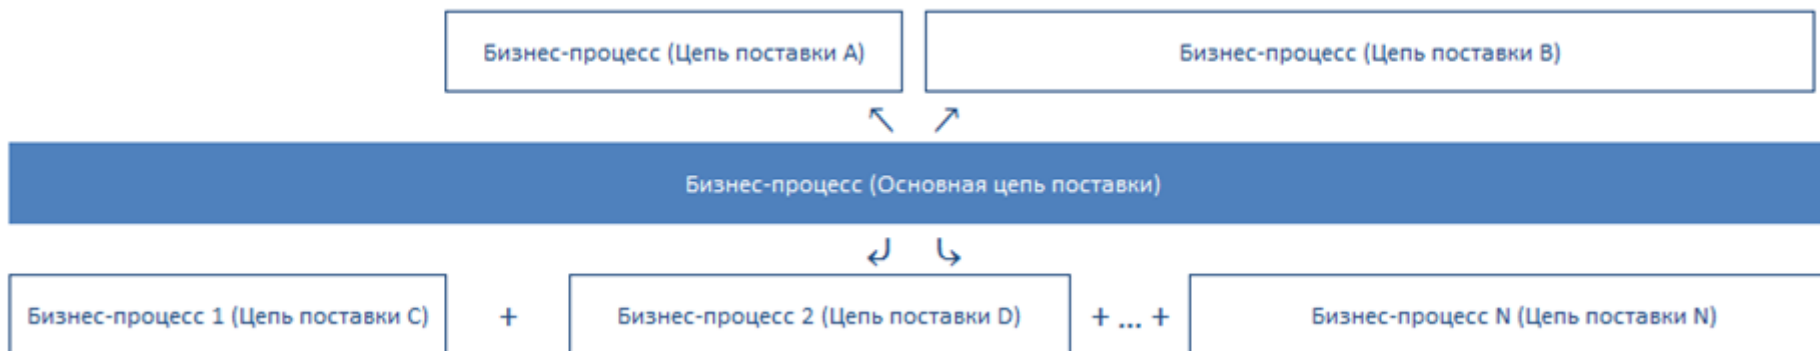 Бизнес-процесс (Цепь поставки A)
Бизнес-процесс (Цепь поставки B)
Бизнес-процесс (Основная цепь поставки)
Бизнес-процесс 1 (Цепь поставки C)
+
Бизнес-процесс 2 (Цепь поставки D)
+ ... +
Бизнес-процесс N (Цепь поставки N)